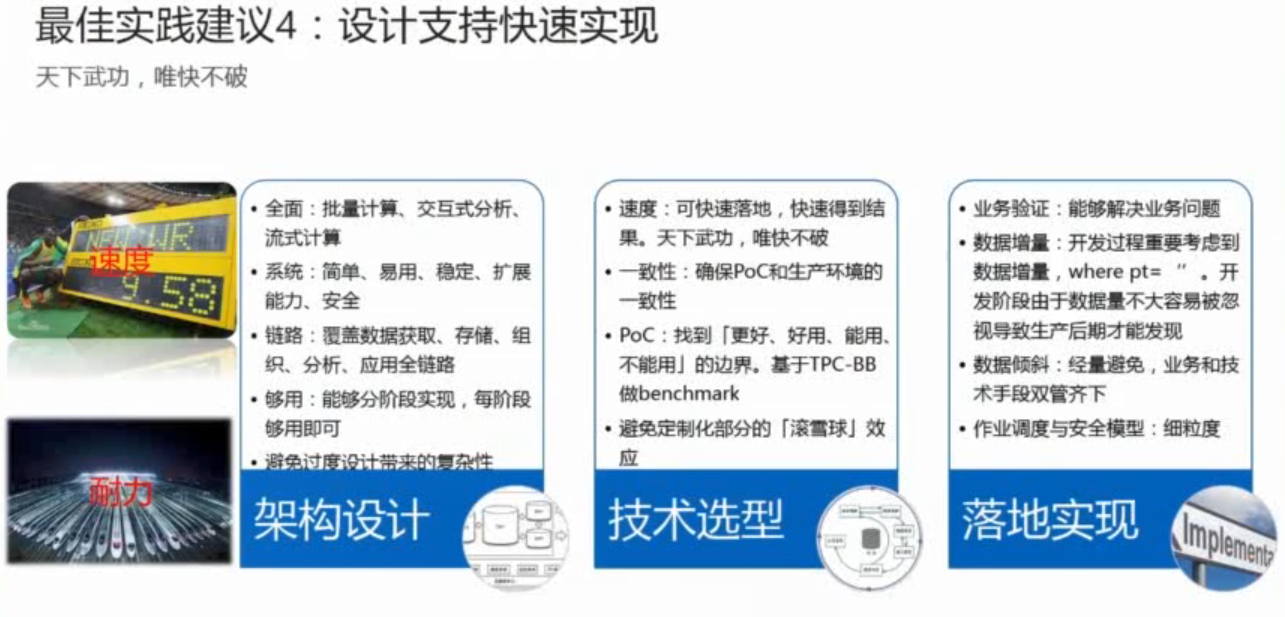 最佳实践建议4：设计支持快速实现
天下武功，唯快不破
NEW WR
速度
9.58
耐力
• 全面：批量计算、交互式分析、
流式计算
• 系统：简单、易用、稳定、扩展
能力、安全
• 链路：覆盖数据获取、存储、组
织、分析、应用全链路
• 够用：能够分阶段实现，每阶段
够用即可
• 避免过度设计带来的复杂性
架构设计
• 速度：可快速落地，快速得到结
果。天下武功，唯快不破
• 一致性：确保PoC和生产环境的
一致性
• PoC：找到「更好、好用、能用、
不能用」的边界。基于TPC-BB
做benchmark
• 避免定制化部分的「滚雪球」效
应
技术选型
• 业务验证：能够解决业务问题
• 数据增量：开发过程重要考虑到
数据增量，where pt= ’’ 。开
发阶段由于数据量不大容易被忽
视导致生产后期才能发现
• 数据倾斜：经量避免，业务和技
术手段双管齐下
• 作业调度与安全模型：细粒度
落地实现
Implementa